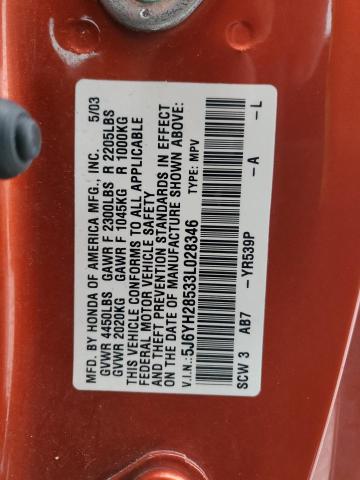 MFD. BY HONDA OF AMERICA MFG., INC. 5/03
GVWR 4450LBS GAWR F 2300LBS R 2205LBS
GVWR 2020KG GAWR F 1045KG R 1000KG
THIS VEHICLE CONFORMS TO ALL APPLICABLE
FEDERAL MOTOR VEHICLE SAFETY
AND THEFT PREVENTION STANDARDS IN EFFECT
ON THE DATE OF MANUFACTURE SHOWN ABOVE.
V.I.N.: 5J6YH28533L028346 TYPE: MPV
SCW 3 AB7 -YR539P -A -L